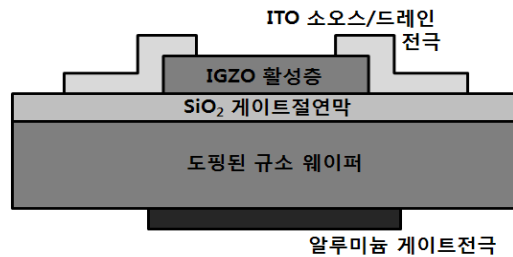 ITO 소오스/드레인
전극
IGZO 활성층
SiO₂ 게이트절연막
도핑된 규소 웨이퍼
알루미늄 게이트전극